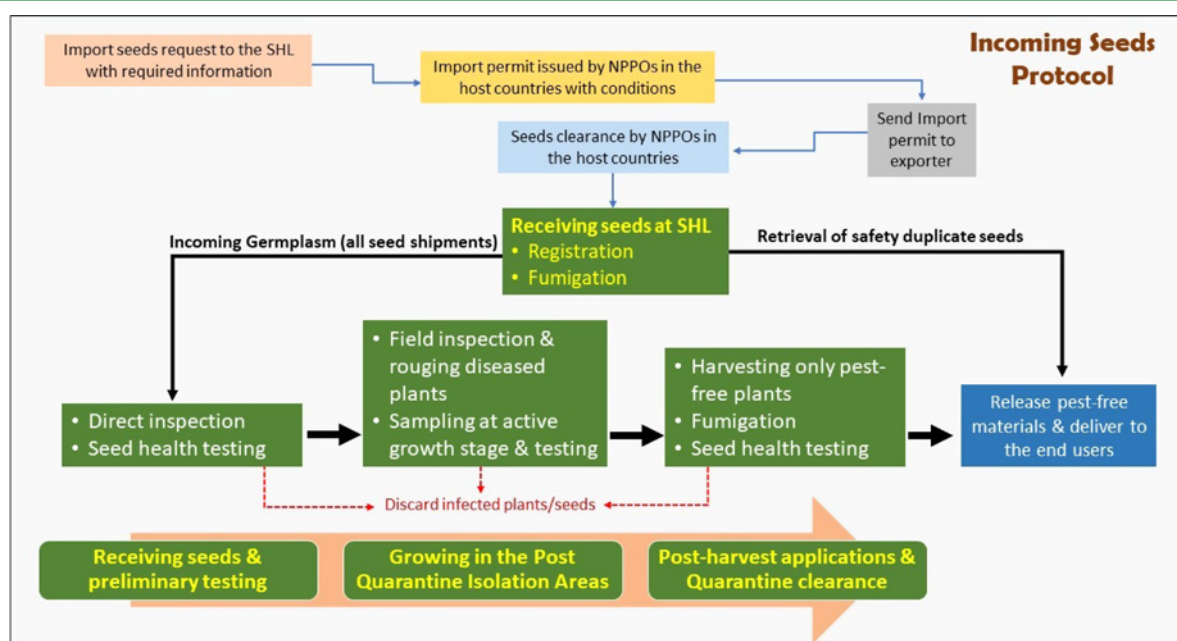 Incoming Seeds
Protocol
Import seeds request to the SHL
with required information
Import permit issued by NPPOs in the
host countries with conditions
Send Import
permit to
exporter
Seeds clearance by NPPOs in
the host countries
Receiving seeds at SHL
• Registration
• Fumigation
Incoming Germplasm (all seed shipments)
Retrieval of safety duplicate seeds
• Direct inspection
• Seed health testing
• Field inspection &
rouging diseased
plants
• Sampling at active
growth stage & testing
• Harvesting only pest-
free plants
• Fumigation
• Seed health testing
Release pest-free
materials & deliver to
the end users
Discard infected plants/seeds
Receiving seeds &
preliminary testing
Growing in the Post
Quarantine Isolation Areas
Post-harvest applications &
Quarantine clearance